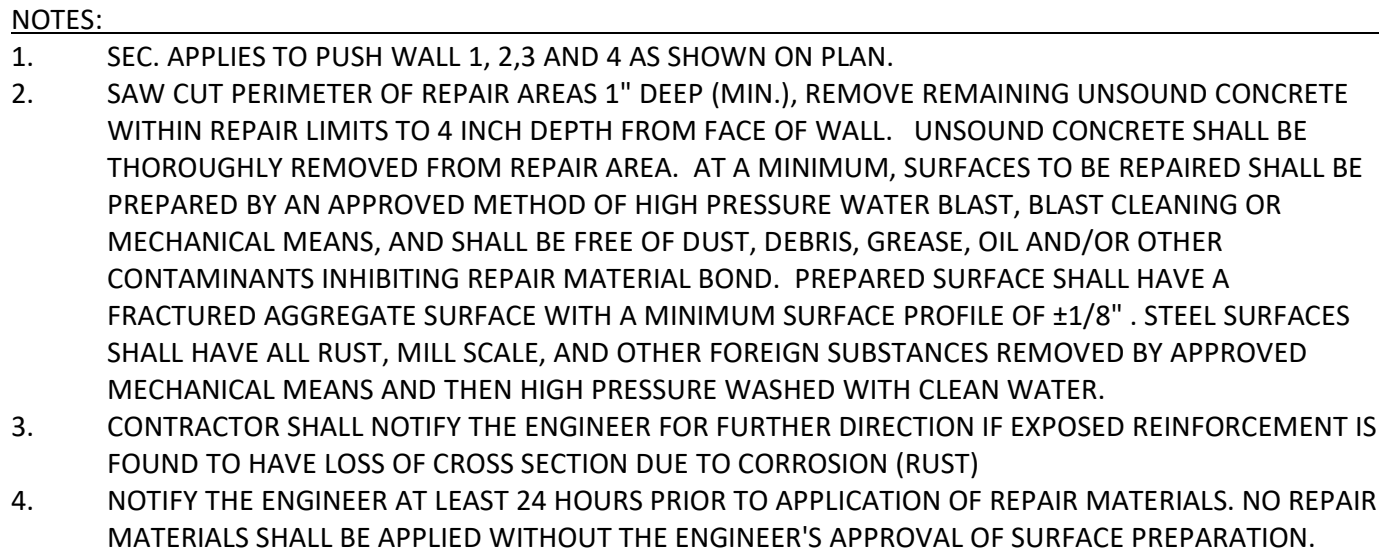 NOTES:
1. SEC. APPLIES TO PUSH WALL 1, 2,3 AND 4 AS SHOWN ON PLAN.
2. SAW CUT PERIMETER OF REPAIR AREAS 1" DEEP (MIN.), REMOVE REMAINING UNSOUND CONCRETE
WITHIN REPAIR LIMITS TO 4 INCH DEPTH FROM FACE OF WALL. UNSOUND CONCRETE SHALL BE
THOROUGHLY REMOVED FROM REPAIR AREA. AT A MINIMUM, SURFACES TO BE REPAIRED SHALL BE
PREPARED BY AN APPROVED METHOD OF HIGH PRESSURE WATER BLAST, BLAST CLEANING OR
MECHANICAL MEANS, AND SHALL BE FREE OF DUST, DEBRIS, GREASE, OIL AND/OR OTHER
CONTAMINANTS INHIBITING REPAIR MATERIAL BOND. PREPARED SURFACE SHALL HAVE A
FRACTURED AGGREGATE SURFACE WITH A MINIMUM SURFACE PROFILE OF ±1/8" . STEEL SURFACES
SHALL HAVE ALL RUST, MILL SCALE, AND OTHER FOREIGN SUBSTANCES REMOVED BY APPROVED
MECHANICAL MEANS AND THEN HIGH PRESSURE WASHED WITH CLEAN WATER.
3. CONTRACTOR SHALL NOTIFY THE ENGINEER FOR FURTHER DIRECTION IF EXPOSED REINFORCEMENT IS
FOUND TO HAVE LOSS OF CROSS SECTION DUE TO CORROSION (RUST)
4. NOTIFY THE ENGINEER AT LEAST 24 HOURS PRIOR TO APPLICATION OF REPAIR MATERIALS. NO REPAIR
MATERIALS SHALL BE APPLIED WITHOUT THE ENGINEER'S APPROVAL OF SURFACE PREPARATION.